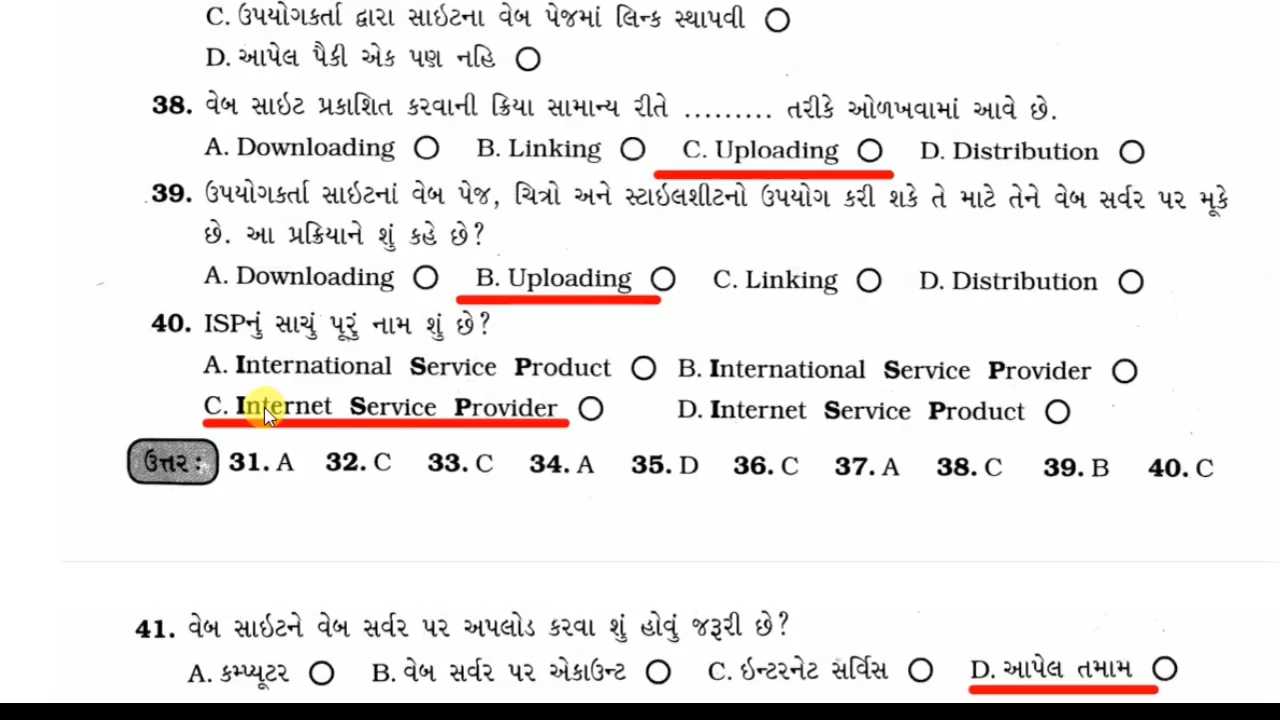 C. ઉપયોગકર્તા દ્વારા સાઇટના વેબ પેજમાં લિન્ક સ્થાપવી
D. આપેલ પૈકી એક પણ નહિ
38. વેબ સાઇટ પ્રકાશિત કરવાની ક્રિયા સામાન્ય રીતે ......... તરીકે ઓળખવામાં આવે છે.
A. Downloading B. Linking C. Uploading D. Distribution
39. ઉપયોગકર્તા સાઇટનાં વેબ પેજ, ચિત્રો અને સ્ટાઇલશીટનો ઉપયોગ કરી શકે તે માટે તેને વેબ સર્વર પર મૂકે
છે. આ પ્રક્રિયાને શું કહે છે?
A. Downloading B. Uploading C. Linking D. Distribution
40. ISPનું સાચું પૂરું નામ શું છે?
A. International Service Product B. International Service Provider
C. Internet Service Provider D. Internet Service Product
ઉત્તર : 31. A 32. C 33. C 34. A 35. D 36. C 37. A 38. C 39. B 40. C
41. વેબ સાઇટને વેબ સર્વર પર અપલોડ કરવા શું હોવું જરૂરી છે?
A. કમ્પ્યૂટર B. વેબ સર્વર પર એકાઉન્ટ C. ઇન્ટરનેટ સર્વિસ D. આપેલ તમામ